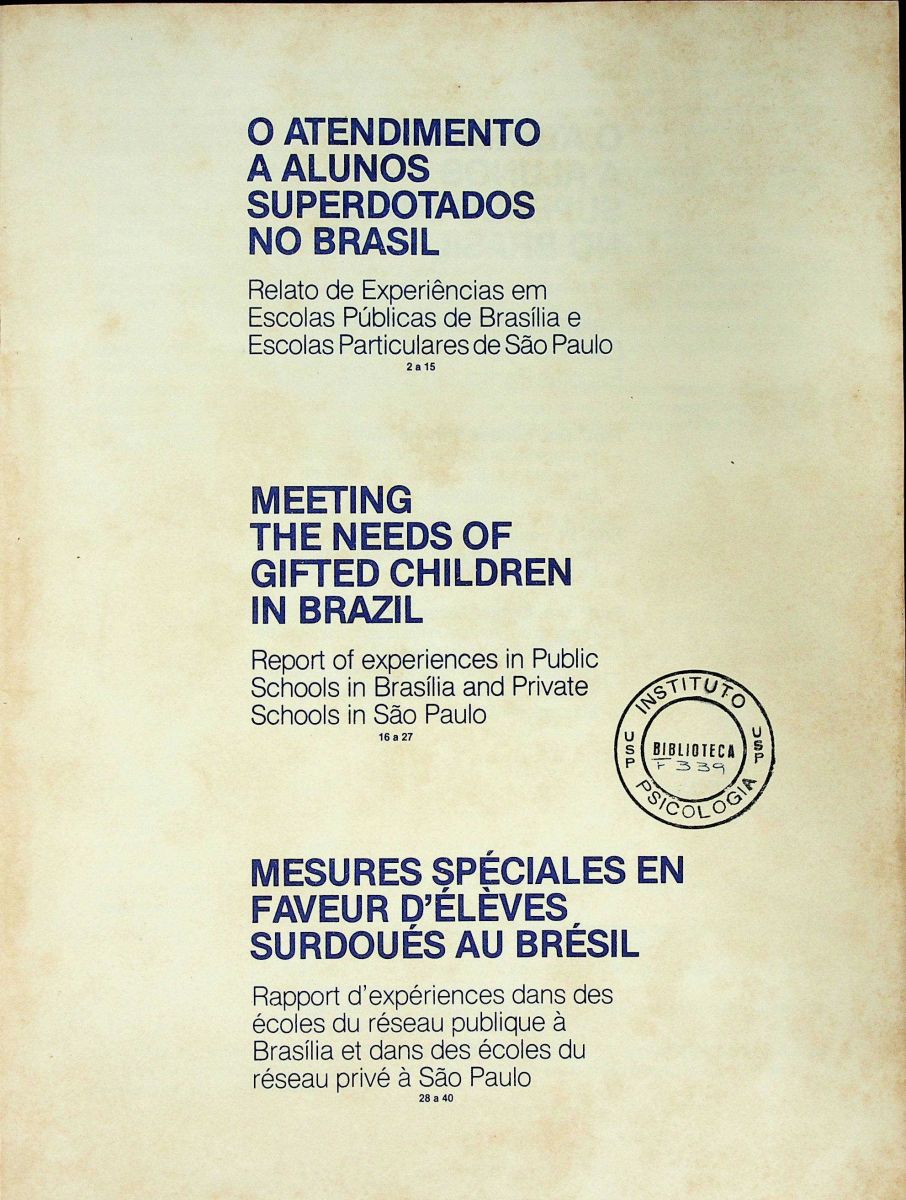 O ATENDIMENTO
A ALUNOS
SUPERDOTADOS
NO BRASIL
Relato de Experiências em
Escolas Públicas de Brasília e
Escolas Particulares de São Paulo
2 a 15
MEETING
THE NEEDS OF
GIFTED CHILDREN
IN BRAZIL
Report of experiences in Public
Schools in Brasília and Private
Schools in São Paulo
16 a 27
INSTITUTO
USP
BIBLIOTECA
F 339
USP
PSICOLOGIA
MESURES SPÉCIALES EN
FAVEUR D'ÉLÈVES
SURDOUÉS AU BRÉSIL
Rapport d'expériences dans des
écoles du réseau publique à
Brasília et dans des écoles du
réseau privé à São Paulo
28 a 40